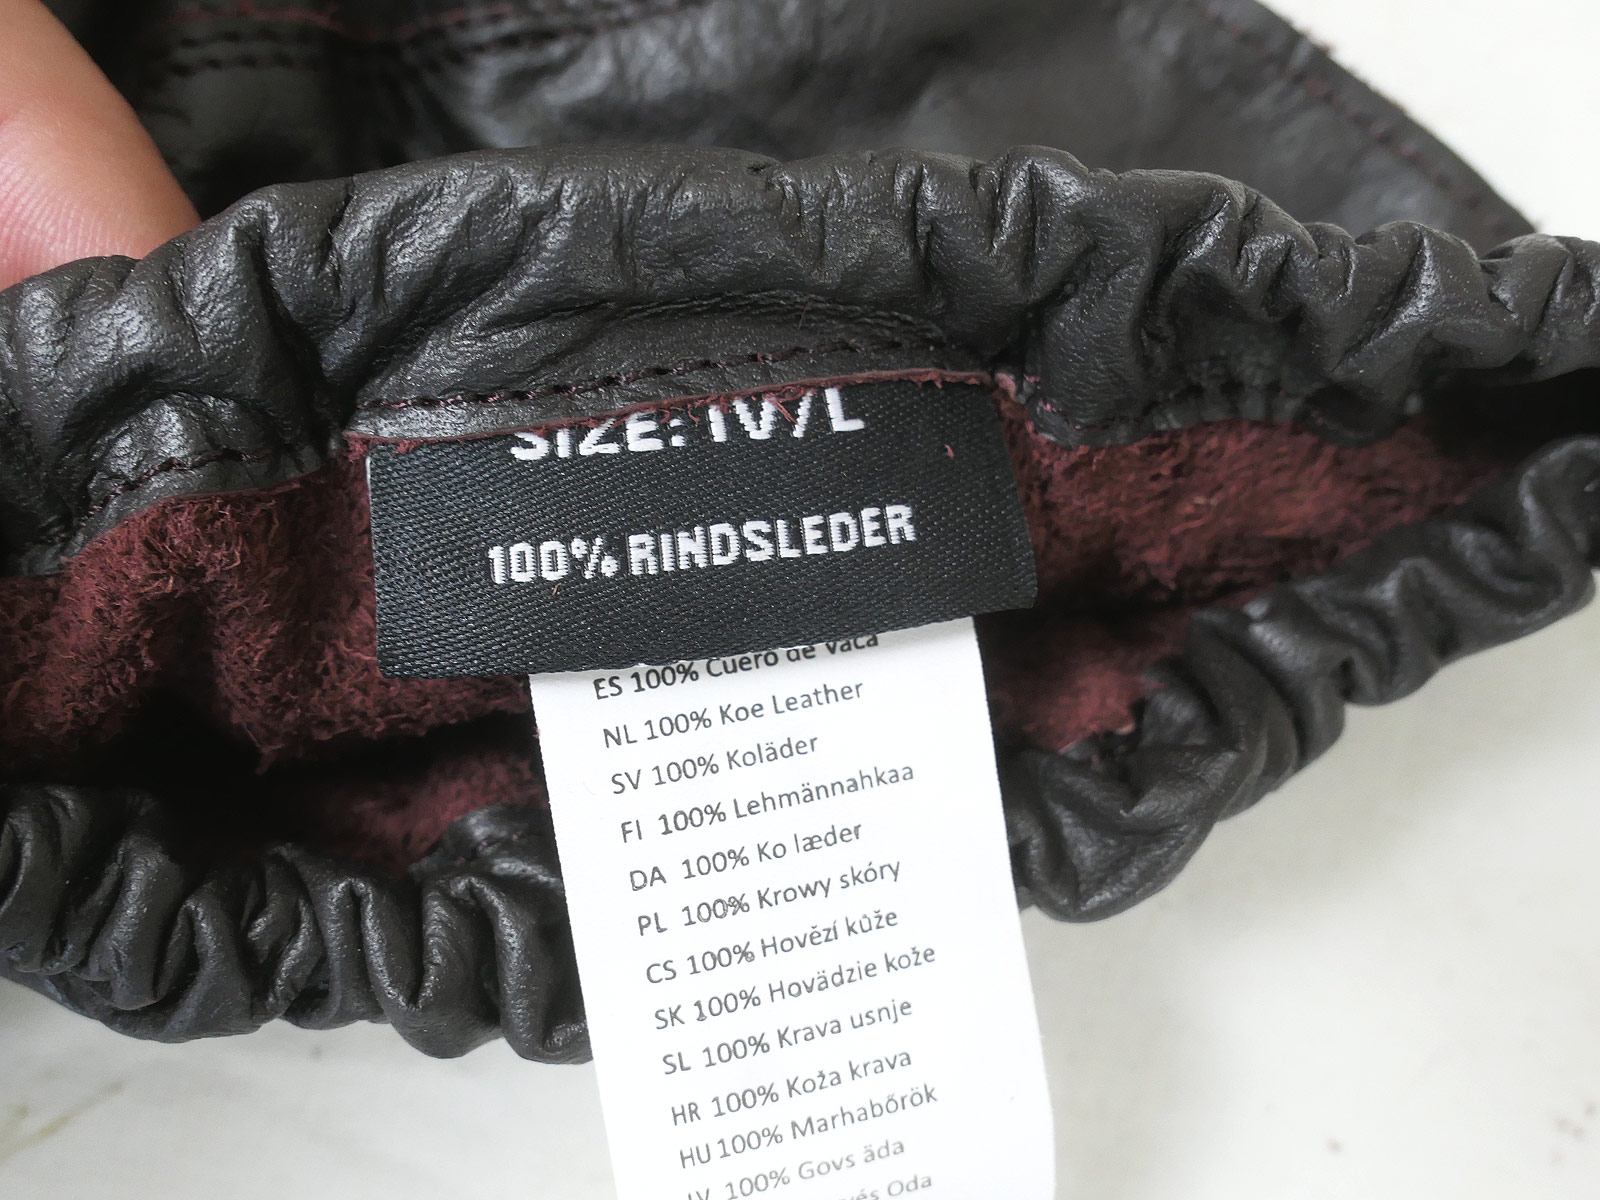 SIZE: IV/L
100% RINDSLEDER
ES 100% Cuero de vaca
NL 100% Koe Leather
SV 100% Koläder
FI 100% Lehmännahkaa
DA 100% Ko læder
PL 100% Krowy skóry
CS 100% Hovězí kůže
SK 100% Hovädzie kože
SL 100% Krava usnje
HR 100% Koža krava
HU 100% Marhabőrök
LV 100% Govs āda
Oda